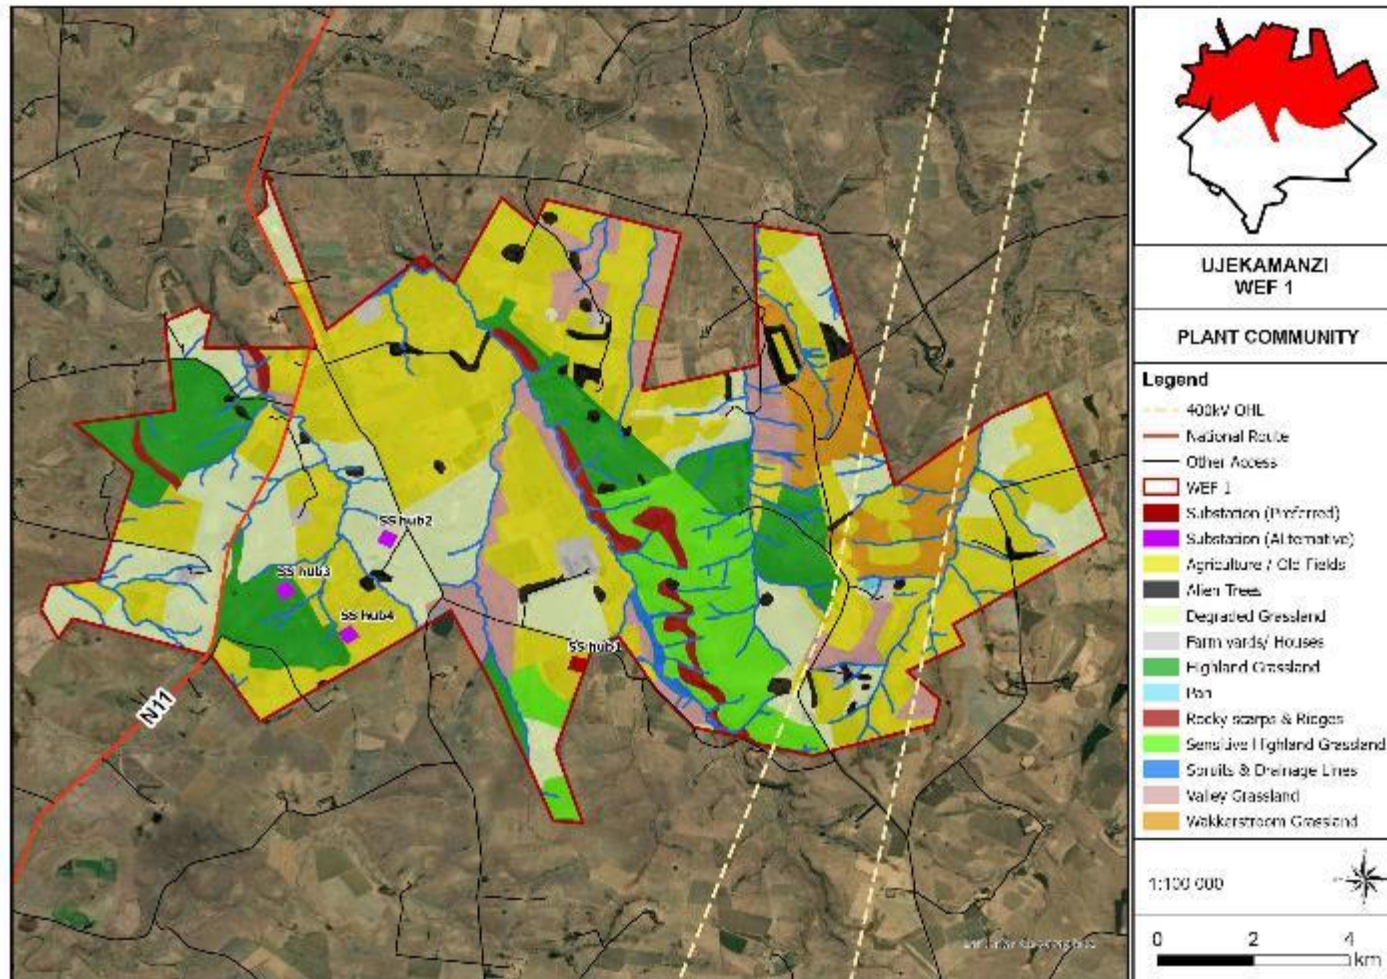 UJEKAMANZI
WEF 1
PLANT COMMUNITY
Legend
400kV OHL
National Route
Other Access
WEF 1
Substation (Preferred)
Substation (Alternative)
Agriculture / Old Fields
Alien Trees
Degraded Grassland
Farm yards/ Houses
Highland Grassland
Pan
Rocky scarps & Ridges
Sensitive Highland Grassland
Spruits & Drainage Lines
Valley Grassland
Wakkerstroom Grassland
1:100 000
0 2 4
km
SS hub2
SS hub3
SS hub4
SS hub1
N11